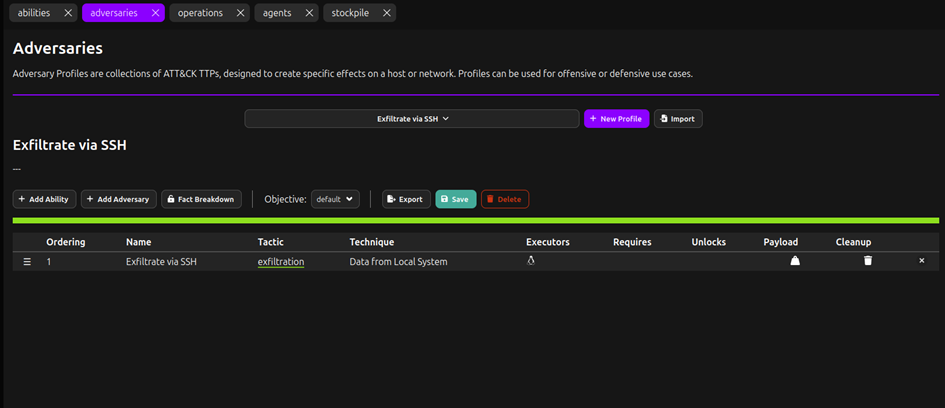 abilities adversaries operations agents stockpile
Adversaries
Adversary Profiles are collections of ATT&CK TTPs, designed to create specific effects on a host or network. Profiles can be used for offensive or defensive use cases.
Exfiltrate via SSH + New Profile Import
Exfiltrate via SSH
---
+ Add Ability + Add Adversary Fact Breakdown Objective: default Export Save Delete
Ordering Name Tactic Technique Executors Requires Unlocks Payload Cleanup
1 Exfiltrate via SSH exfiltration Data from Local System